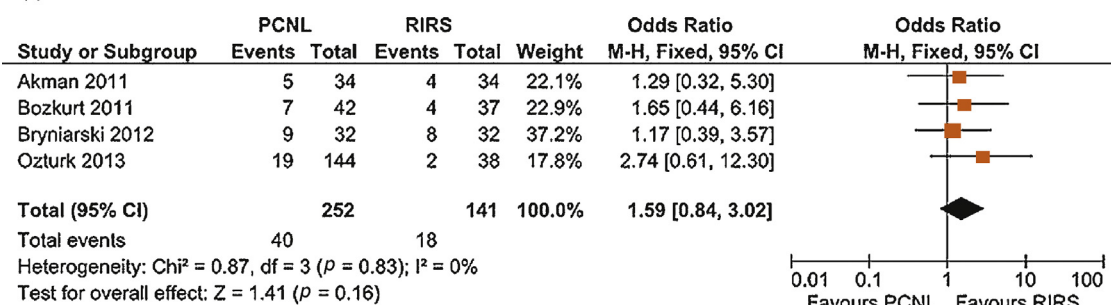 PCNL RIRS Odds Ratio Odds Ratio
Study or Subgroup Events Total Events Total Weight M-H, Fixed, 95% CI M-H, Fixed, 95% CI
Akman 2011 5 34 4 34 22.1% 1.29 [0.32, 5.30]
Bozkurt 2011 7 42 4 37 22.9% 1.65 [0.44, 6.16]
Bryniarski 2012 9 32 8 32 37.2% 1.17 [0.39, 3.57]
Ozturk 2013 19 144 2 38 17.8% 2.74 [0.61, 12.30]
Total (95% CI) 252 141 100.0% 1.59 [0.84, 3.02]
Total events 40 18
Heterogeneity: Chi² = 0.87, df = 3 (p = 0.83); I² = 0%
Test for overall effect: Z = 1.41 (p = 0.16)
0.01 0.1 1 10 100
Favours PCNL Favours RIRS